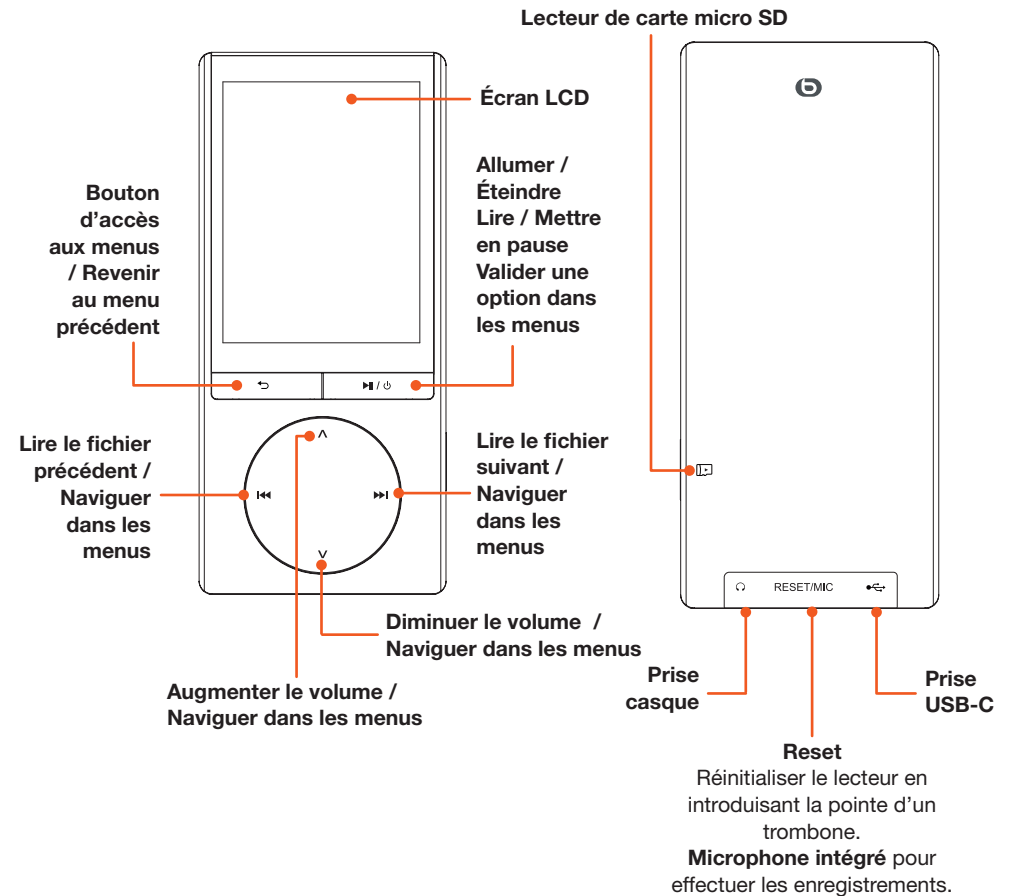 Lecteur de carte micro SD
Écran LCD
Bouton
d’accès
aux menus
/ Revenir
au menu
précédent
Allumer /
Éteindre
Lire / Mettre
en pause
Valider une
option dans
les menus
Lire le fichier
précédent /
Naviguer
dans les
menus
Lire le fichier
suivant /
Naviguer
dans les
menus
Diminuer le volume  /
Naviguer dans les menus
Augmenter le volume /
Naviguer dans les menus
RESET/MIC
Prise
casque
Prise
USB-C
Reset
Réinitialiser le lecteur en
introduisant la pointe d’un
trombone.
Microphone intégré pour
effectuer les enregistrements.